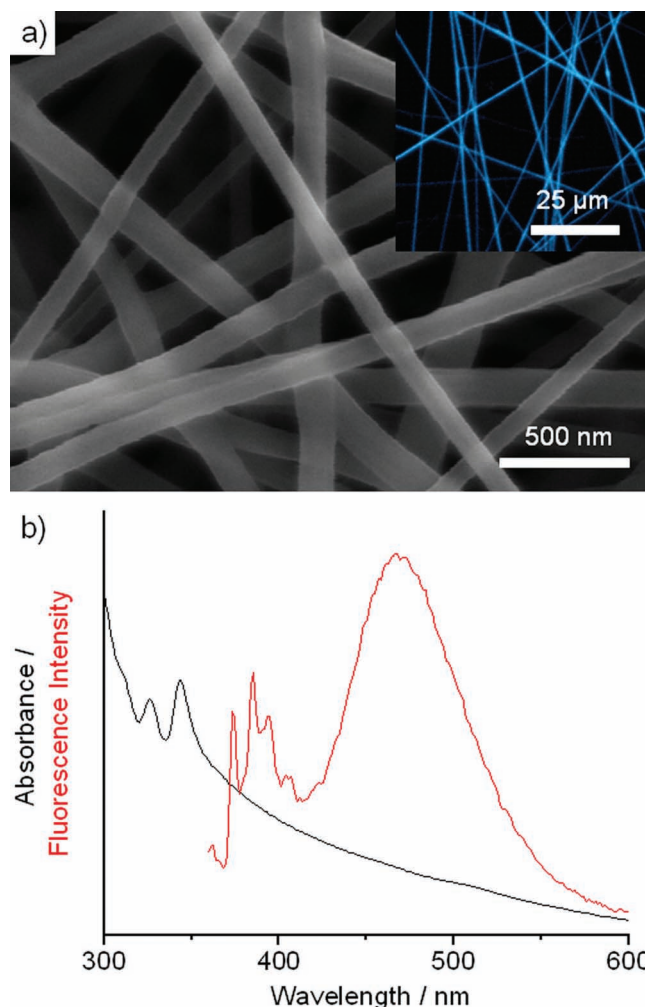 a)
25 µm
500 nm
b)
Absorbance /
Fluorescence Intensity
300
400
500
600
Wavelength / nm